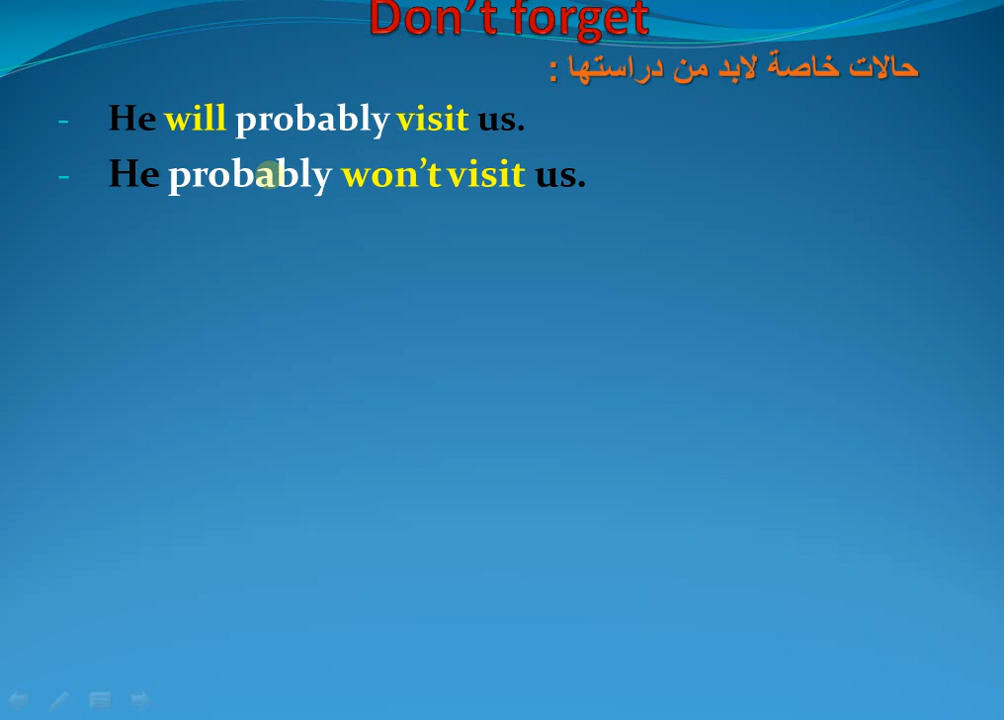 Don't forget
حالات خاصة لابد من دراستها :
- He will probably visit us.
- He probably won't visit us.